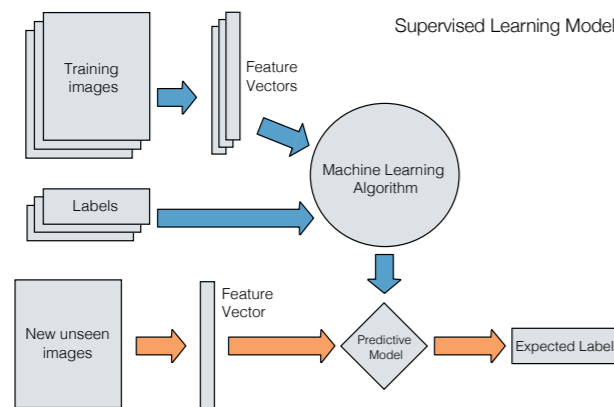 Supervised Learning Model
Training
images
Feature
Vectors
Machine Learning
Algorithm
Labels
New unseen
images
Feature
Vector
Predictive
Model
Expected Label